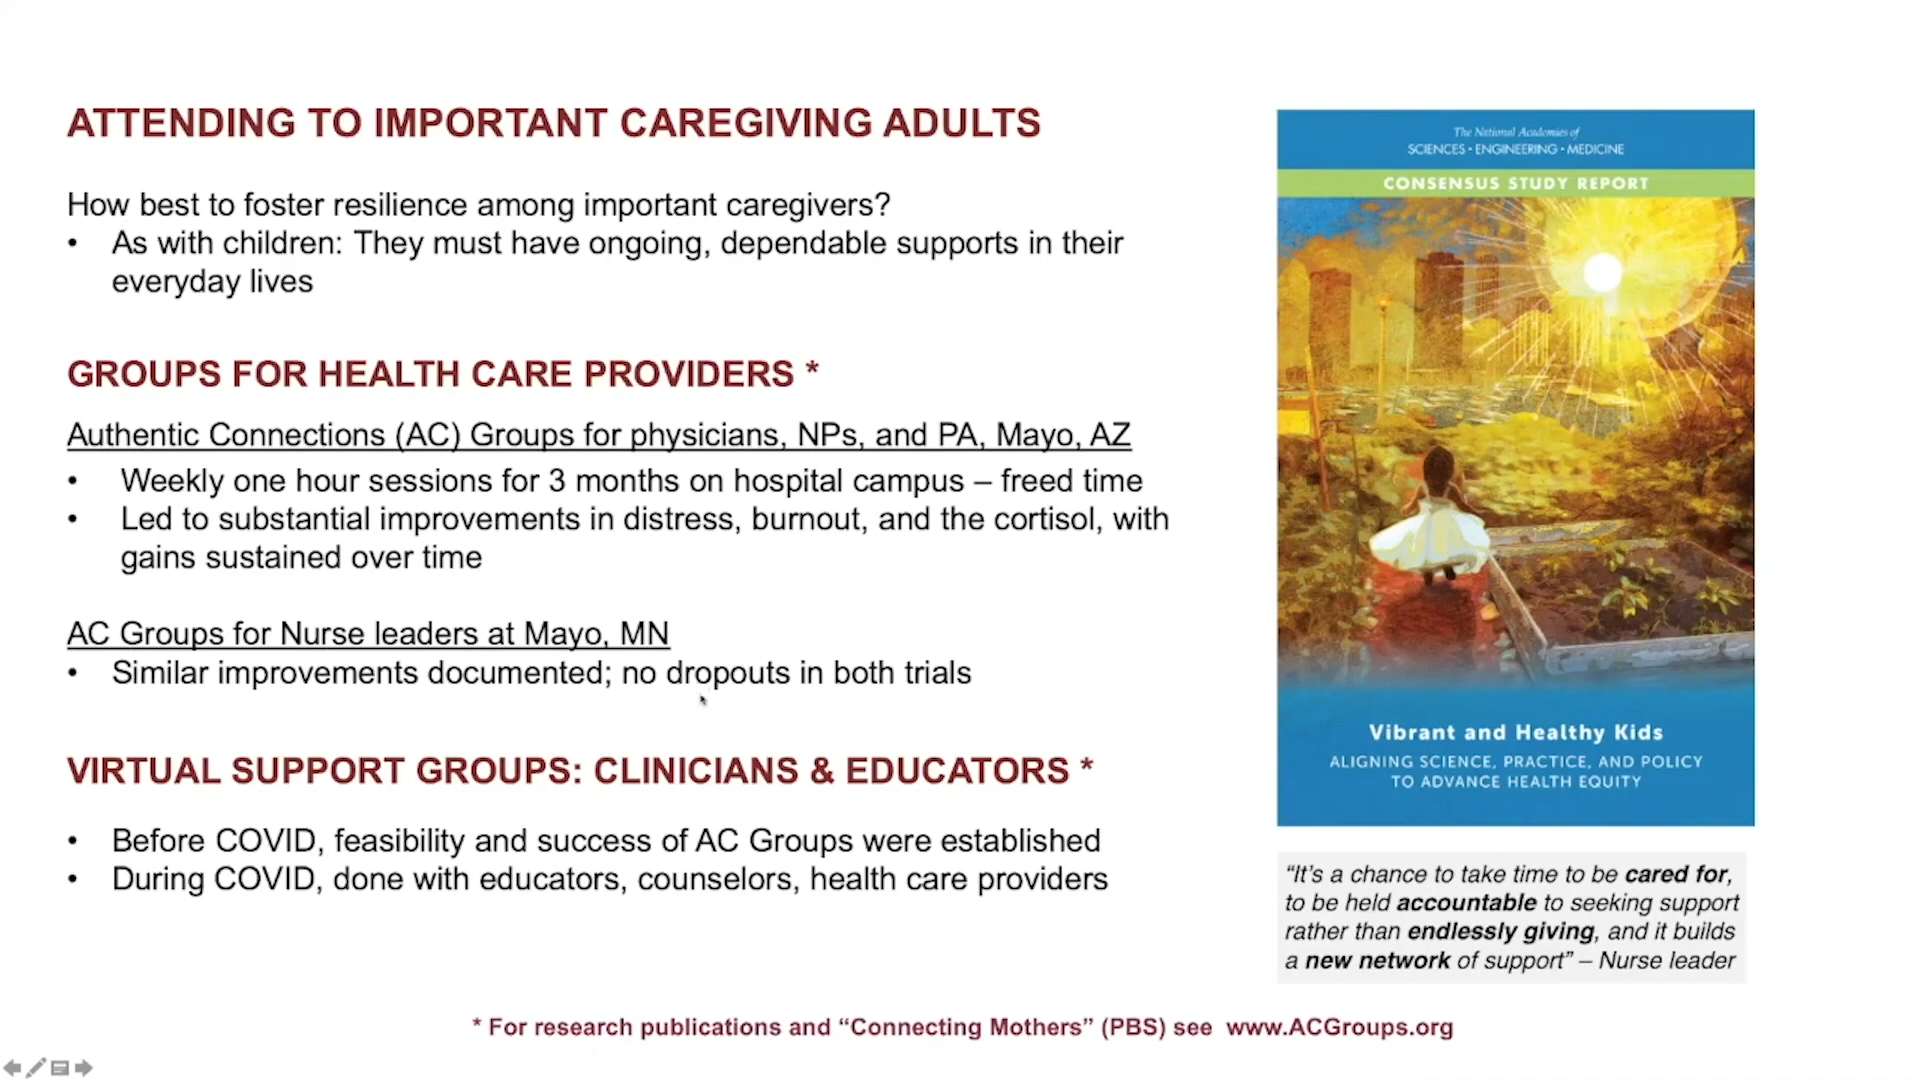 ATTENDING TO IMPORTANT CAREGIVING ADULTS
How best to foster resilience among important caregivers?
• As with children: They must have ongoing, dependable supports in their
everyday lives
GROUPS FOR HEALTH CARE PROVIDERS *
Authentic Connections (AC) Groups for physicians, NPs, and PA, Mayo, AZ
• Weekly one hour sessions for 3 months on hospital campus – freed time
• Led to substantial improvements in distress, burnout, and the cortisol, with
gains sustained over time
AC Groups for Nurse leaders at Mayo, MN
• Similar improvements documented; no dropouts in both trials
VIRTUAL SUPPORT GROUPS: CLINICIANS & EDUCATORS *
• Before COVID, feasibility and success of AC Groups were established
• During COVID, done with educators, counselors, health care providers
The National Academies of
SCIENCES • ENGINEERING • MEDICINE
CONSENSUS STUDY REPORT
Vibrant and Healthy Kids
ALIGNING SCIENCE, PRACTICE, AND POLICY
TO ADVANCE HEALTH EQUITY
“It’s a chance to take time to be cared for,
to be held accountable to seeking support
rather than endlessly giving, and it builds
a new network of support” – Nurse leader
* For research publications and “Connecting Mothers” (PBS) see www.ACGroups.org